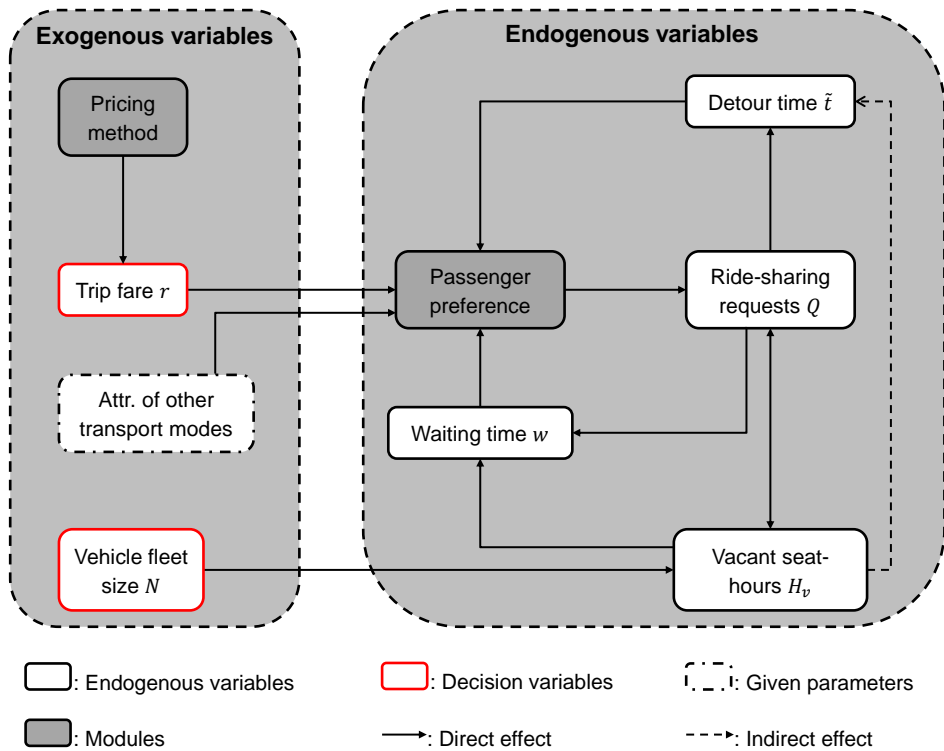 Exogenous variables
Pricing
method
Trip fare r
Attr. of other
transport modes
Vehicle fleet
size N
Endogenous variables
Detour time t̃
Passenger
preference
Ride-sharing
requests Q
Waiting time w
Vacant seat-
hours H_v
: Endogenous variables
: Decision variables
: Given parameters
: Modules
: Direct effect
: Indirect effect